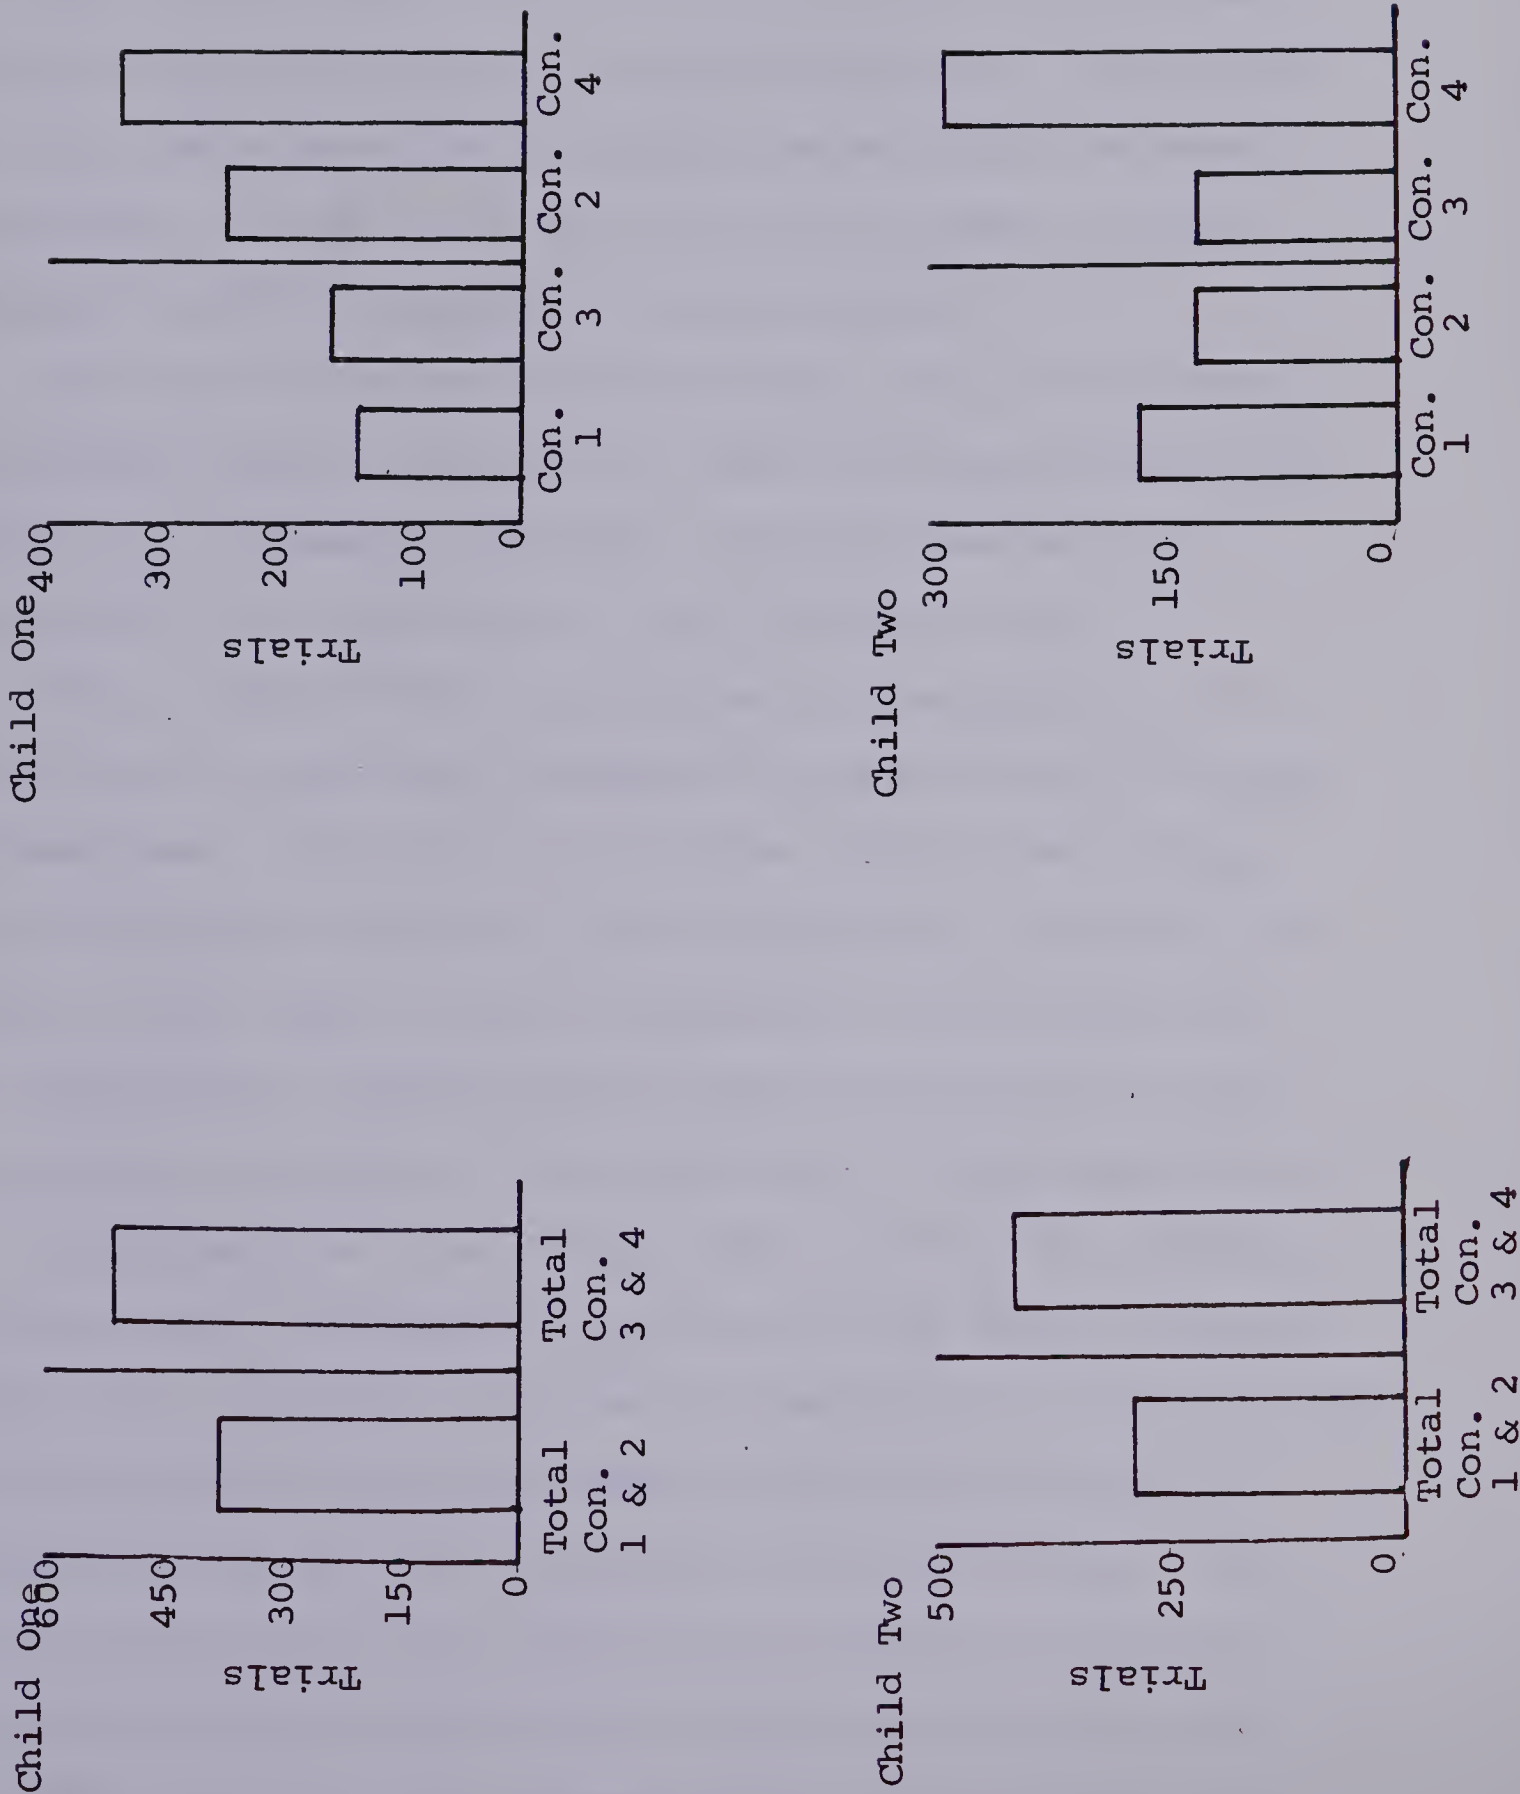 Child One
600
450
300
150
0
Trials
Total
Con.
1 & 2
Total
Con.
3 & 4
Child One
400
300
200
100
0
Trials
Con.
1
Con.
3
Con.
2
Con.
4
Child Two
500
250
0
Trials
Total
Con.
1 & 2
Total
Con.
3 & 4
Child Two
300
150
0
Trials
Con.
1
Con.
2
Con.
3
Con.
4